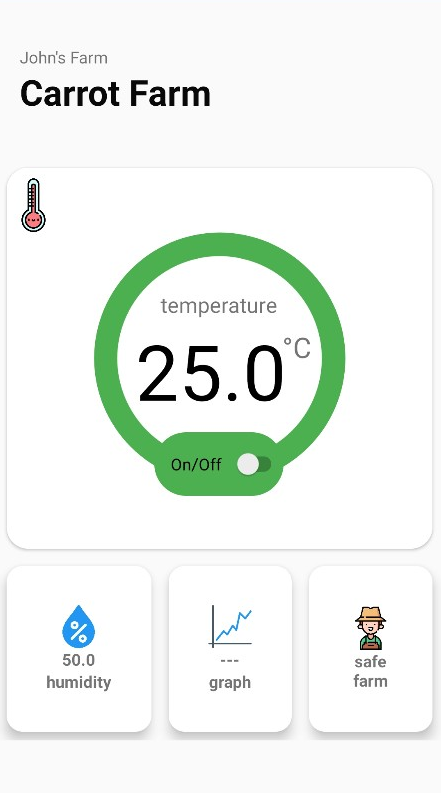 John's Farm
Carrot Farm
temperature
25.0°C
On/Off
50.0
humidity
---
graph
safe
farm